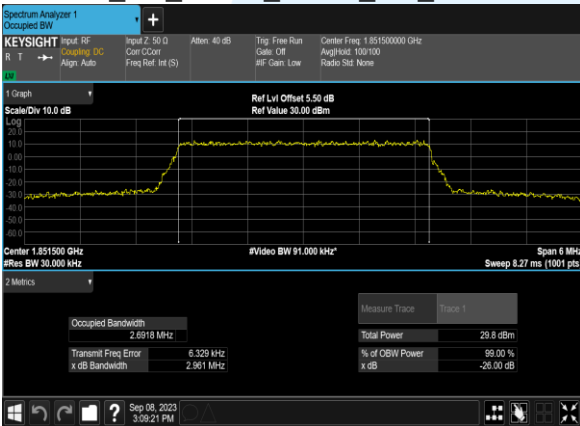 Spectrum Analyzer 1
Occupied BW
KEYSIGHT
R T
Input: RF
Coupling: DC
Align: Auto
Input Z: 50 Ω
Corr CCorr
Freq Ref: Int (S)
Atten: 40 dB
Trig: Free Run
Gate: Off
#IF Gain: Low
Center Freq: 1.851500000 GHz
Avg|Hold: 100/100
Radio Std: None
1 Graph
Scale/Div 10.0 dB
Ref Lvl Offset 5.50 dB
Ref Value 30.00 dBm
Log
20.0
10.0
0.00
-10.0
-20.0
-30.0
-40.0
-50.0
-60.0
Center 1.851500 GHz
#Res BW 30.000 kHz
#Video BW 91.000 kHz*
Span 6 MHz
Sweep 8.27 ms (1001 pts)
2 Metrics
Measure Trace Trace 1
Occupied Bandwidth
2.6918 MHz
Total Power 29.8 dBm
Transmit Freq Error 6.329 kHz
% of OBW Power 99.00 %
x dB Bandwidth 2.961 MHz
x dB -26.00 dB
Sep 08, 2023
3:09:21 PM